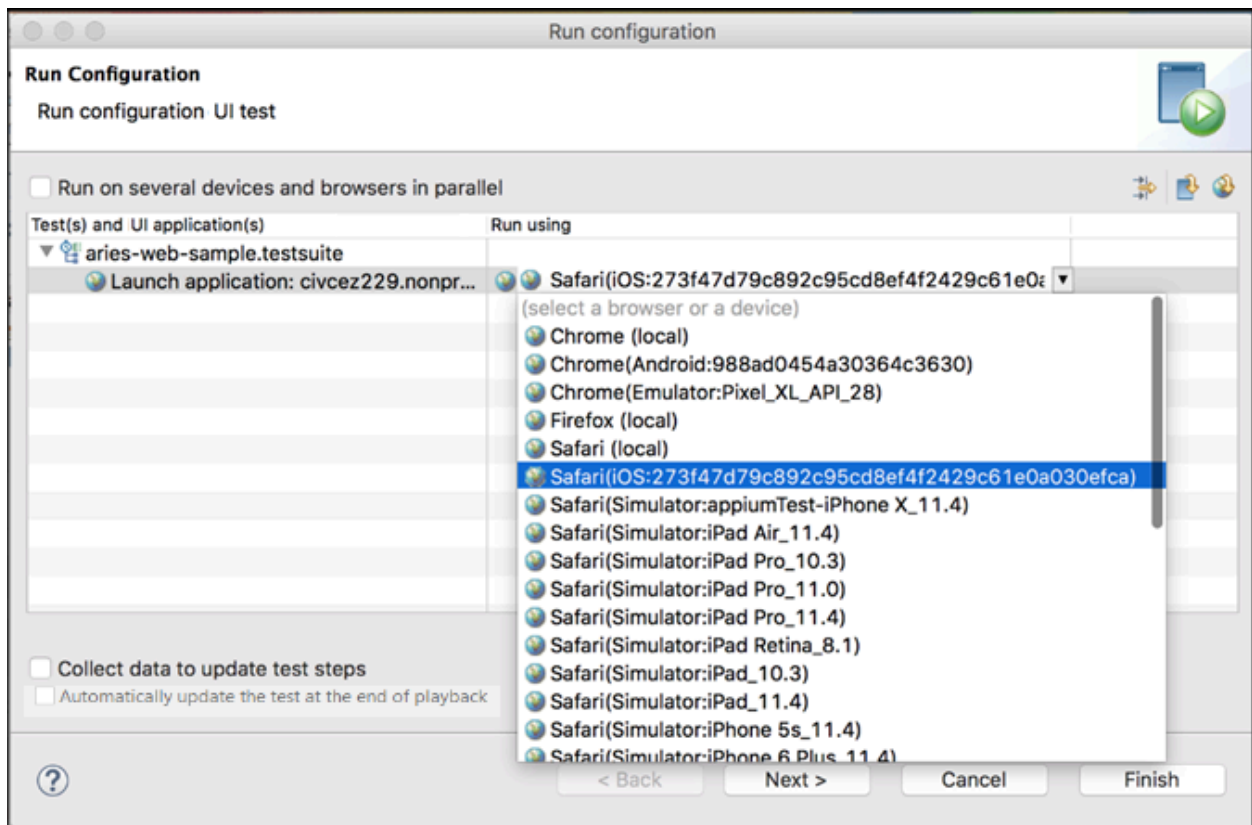 Run configuration
Run Configuration
Run configuration UI test
Run on several devices and browsers in parallel
Test(s) and UI application(s) Run using
aries-web-sample.testsuite
Launch application: civcez229.nonpr... Safari(iOS:273f47d79c892c95cd8ef4f2429c61e0a
(select a browser or a device)
Chrome (local)
Chrome(Android:988ad0454a30364c3630)
Chrome(Emulator:Pixel_XL_API_28)
Firefox (local)
Safari (local)
Safari(iOS:273f47d79c892c95cd8ef4f2429c61e0a030efca)
Safari(Simulator:appiumTest-iPhone X_11.4)
Safari(Simulator:iPad Air_11.4)
Safari(Simulator:iPad Pro_10.3)
Safari(Simulator:iPad Pro_11.0)
Safari(Simulator:iPad Pro_11.4)
Safari(Simulator:iPad Retina_8.1)
Safari(Simulator:iPad_10.3)
Safari(Simulator:iPad_11.4)
Safari(Simulator:iPhone 5s_11.4)
Safari(Simulator:iPhone 6 Plus_11.4)
Collect data to update test steps
Automatically update the test at the end of playback
? < Back Next > Cancel Finish